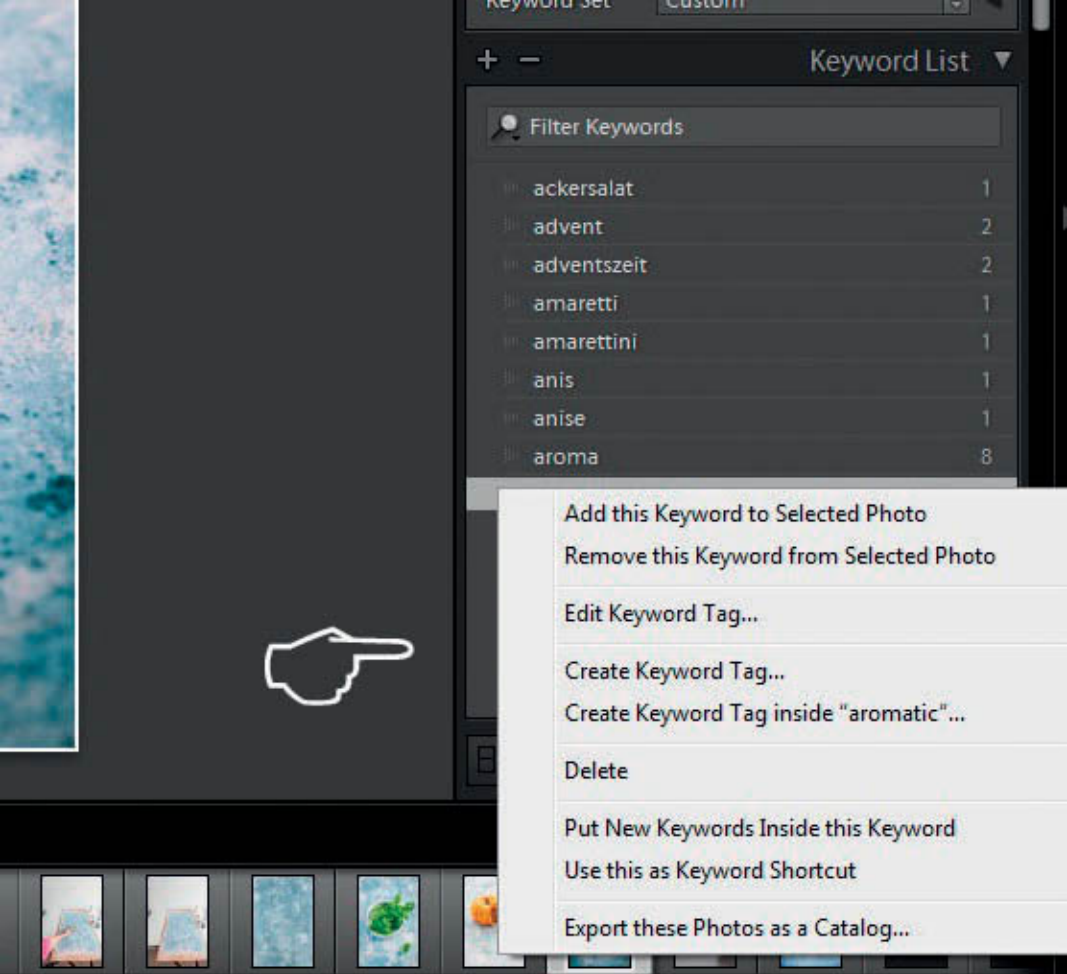 Keyword Set Custom
+ − Keyword List ▼
Filter Keywords
ackersalat 1
advent 2
adventszeit 2
amaretti 1
amarettini 1
anis 1
anise 1
aroma 8
Add this Keyword to Selected Photo
Remove this Keyword from Selected Photo
Edit Keyword Tag...
Create Keyword Tag...
Create Keyword Tag inside "aromatic"...
Delete
Put New Keywords Inside this Keyword
Use this as Keyword Shortcut
Export these Photos as a Catalog...